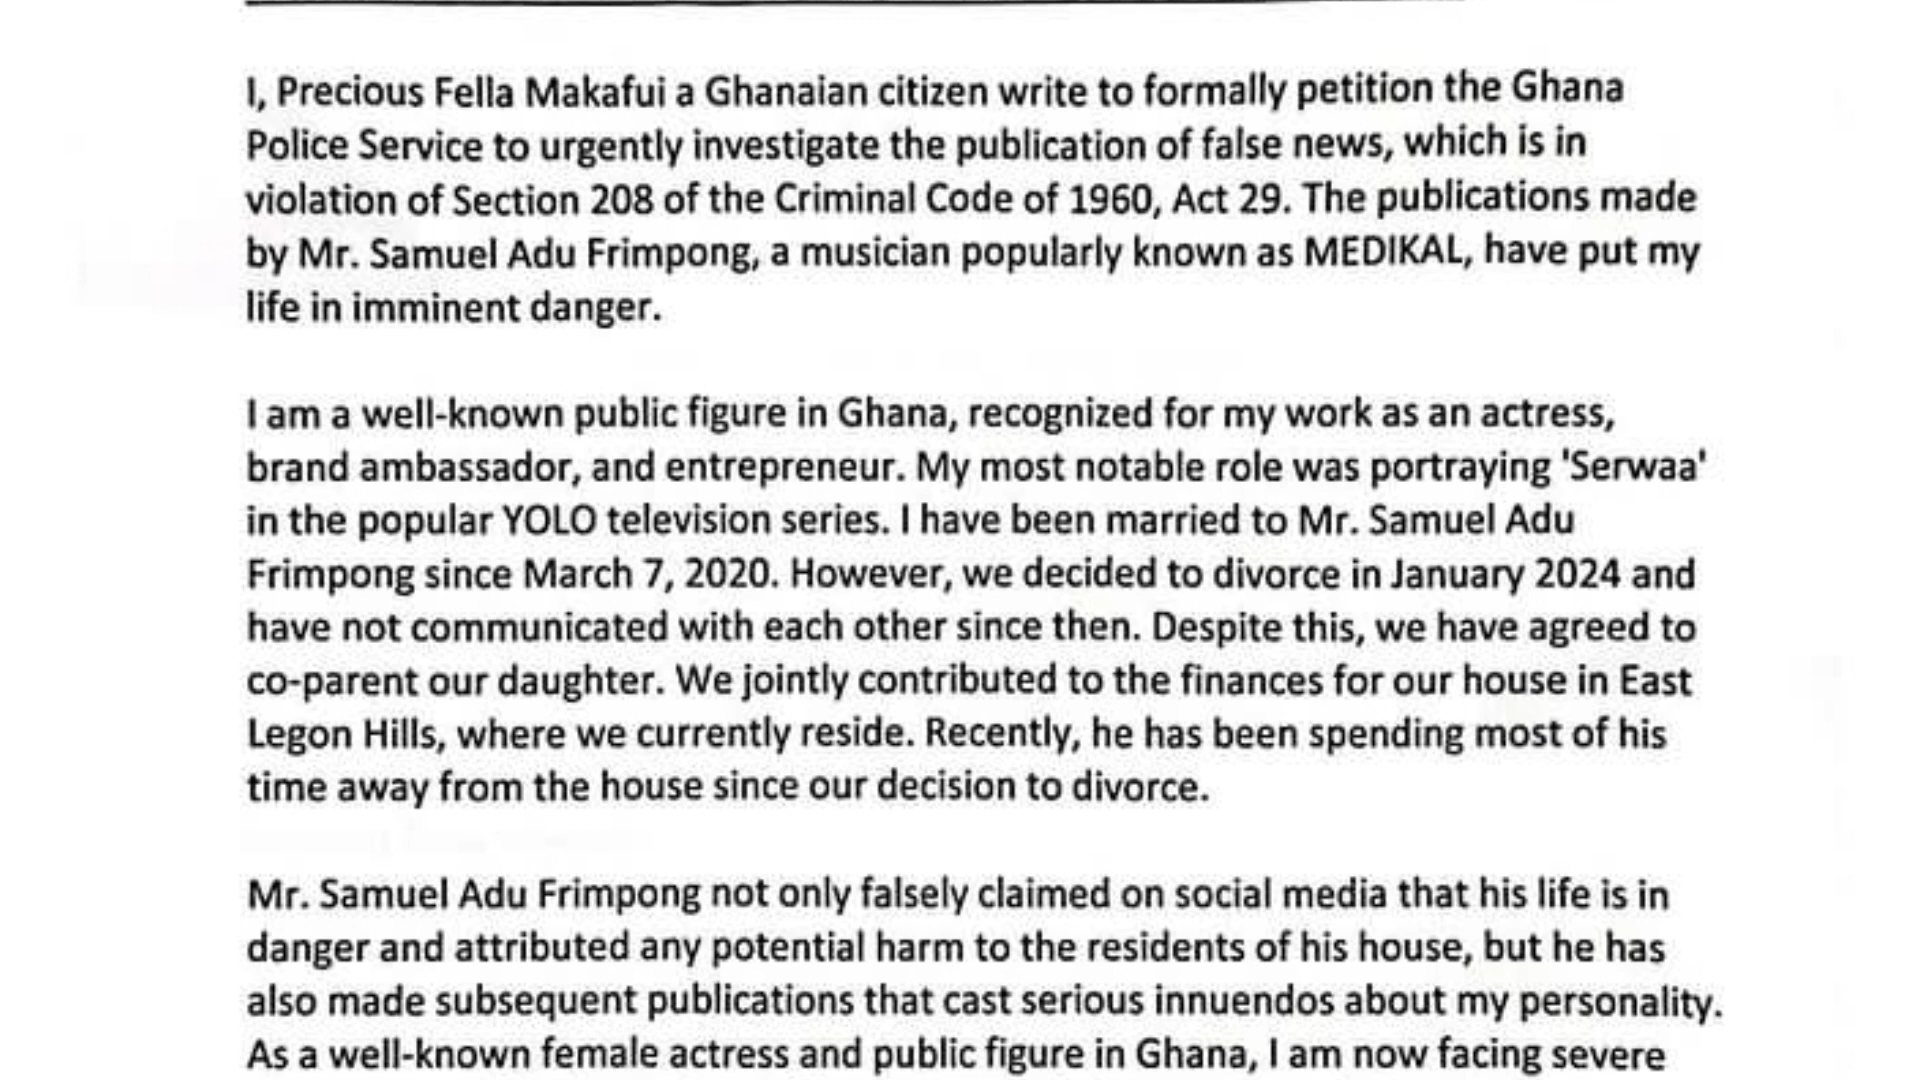 I, Precious Fella Makafui a Ghanaian citizen write to formally petition the Ghana
Police Service to urgently investigate the publication of false news, which is in
violation of Section 208 of the Criminal Code of 1960, Act 29. The publications made
by Mr. Samuel Adu Frimpong, a musician popularly known as MEDIKAL, have put my
life in imminent danger.
I am a well-known public figure in Ghana, recognized for my work as an actress,
brand ambassador, and entrepreneur. My most notable role was portraying 'Serwaa'
in the popular YOLO television series. I have been married to Mr. Samuel Adu
Frimpong since March 7, 2020. However, we decided to divorce in January 2024 and
have not communicated with each other since then. Despite this, we have agreed to
co-parent our daughter. We jointly contributed to the finances for our house in East
Legon Hills, where we currently reside. Recently, he has been spending most of his
time away from the house since our decision to divorce.
Mr. Samuel Adu Frimpong not only falsely claimed on social media that his life is in
danger and attributed any potential harm to the residents of his house, but he has
also made subsequent publications that cast serious innuendos about my personality.
As a well-known female actress and public figure in Ghana, I am now facing severe